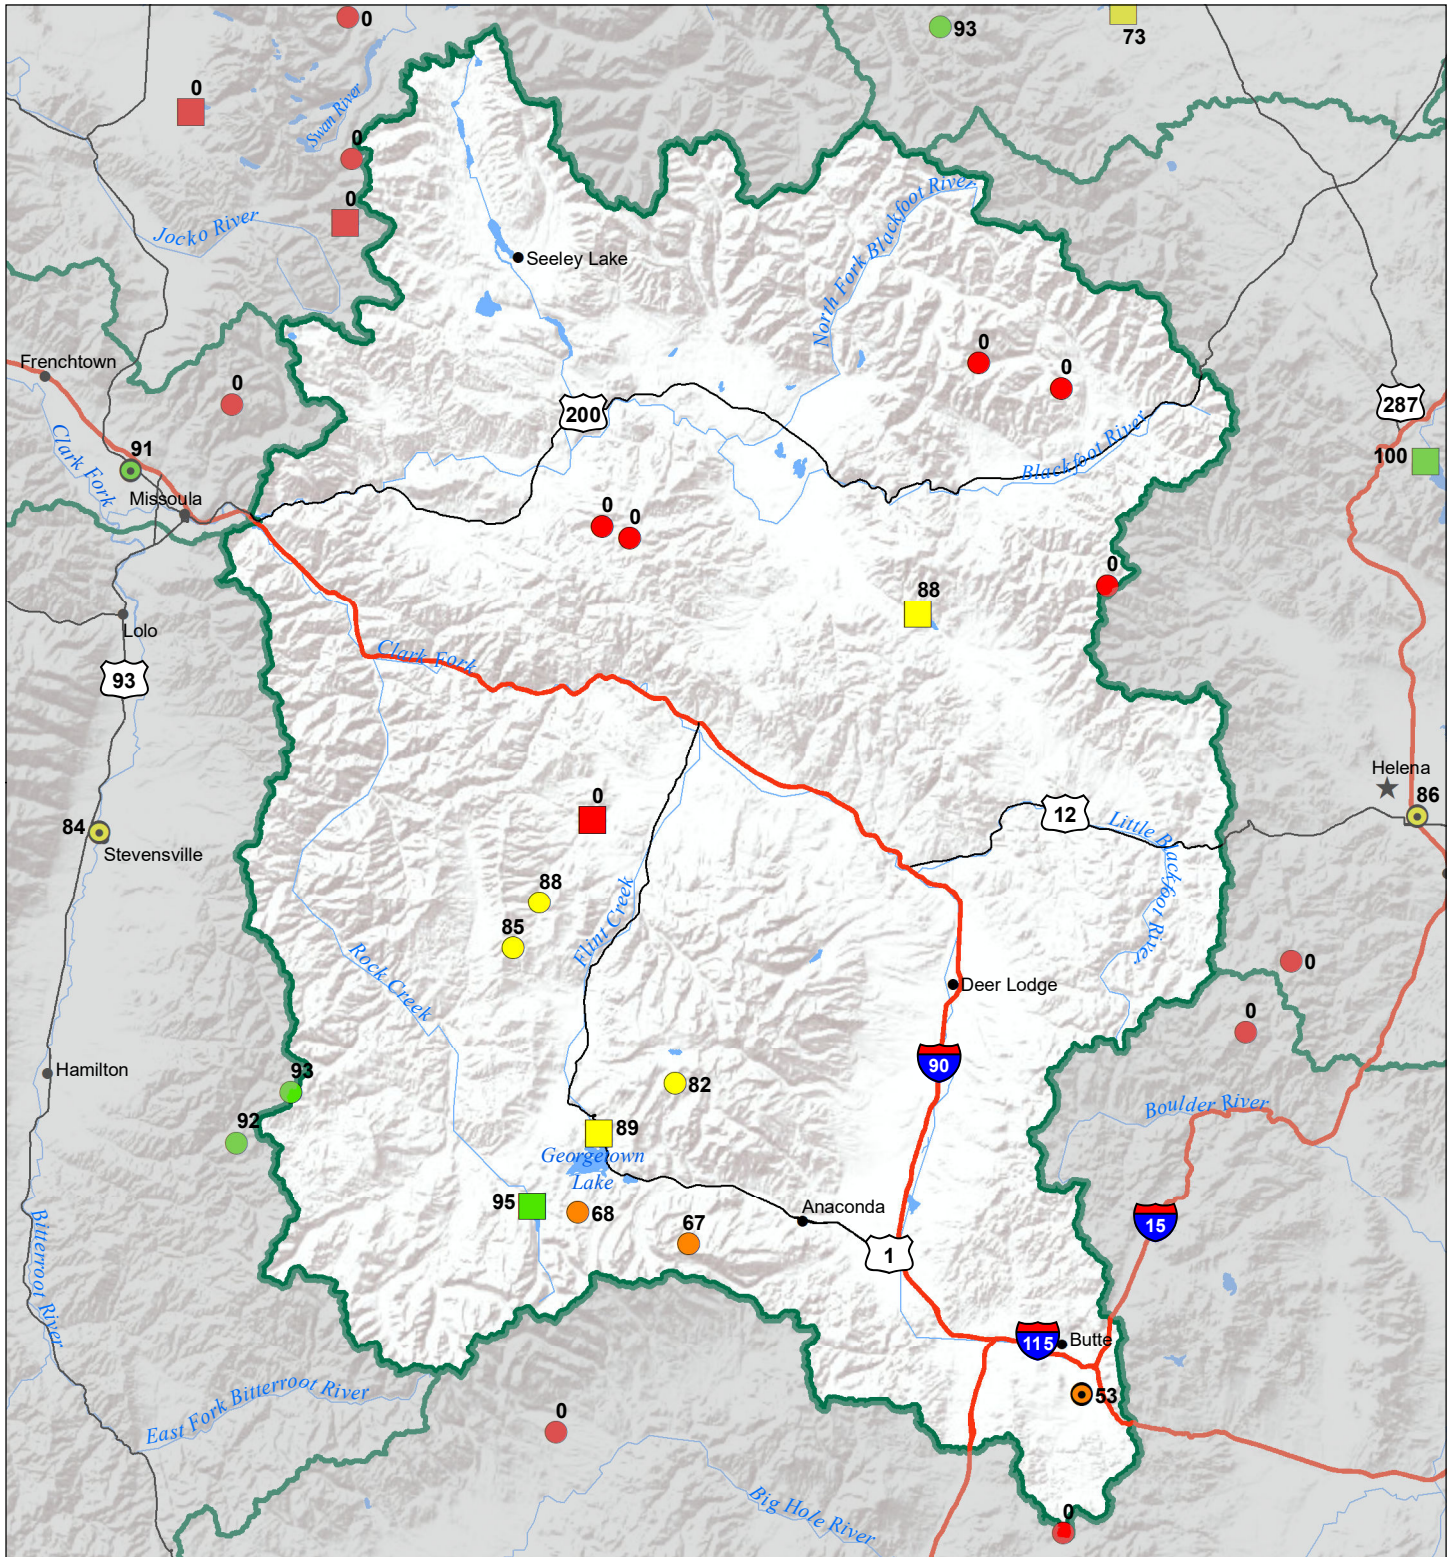 0
93
73
0
Swan River
0
0
Jocko River
North Fork Blackfoot River
Seeley Lake
Frenchtown
0
0
0
200
287
Clark Fork
91
Blackfoot River
100
Missoula
0
0
0
88
Lolo
Clark Fork
93
Helena
0
86
12
Little Blackfoot River
84
Stevensville
88
Flint Creek
85
Rock Creek
0
Deer Lodge
0
90
Hamilton
93
82
Boulder River
92
89
Georgetown
Lake
95
68
Anaconda
67
15
1
Bitterroot River
115
Butte
53
East Fork Bitterroot River
0
Big Hole River
0